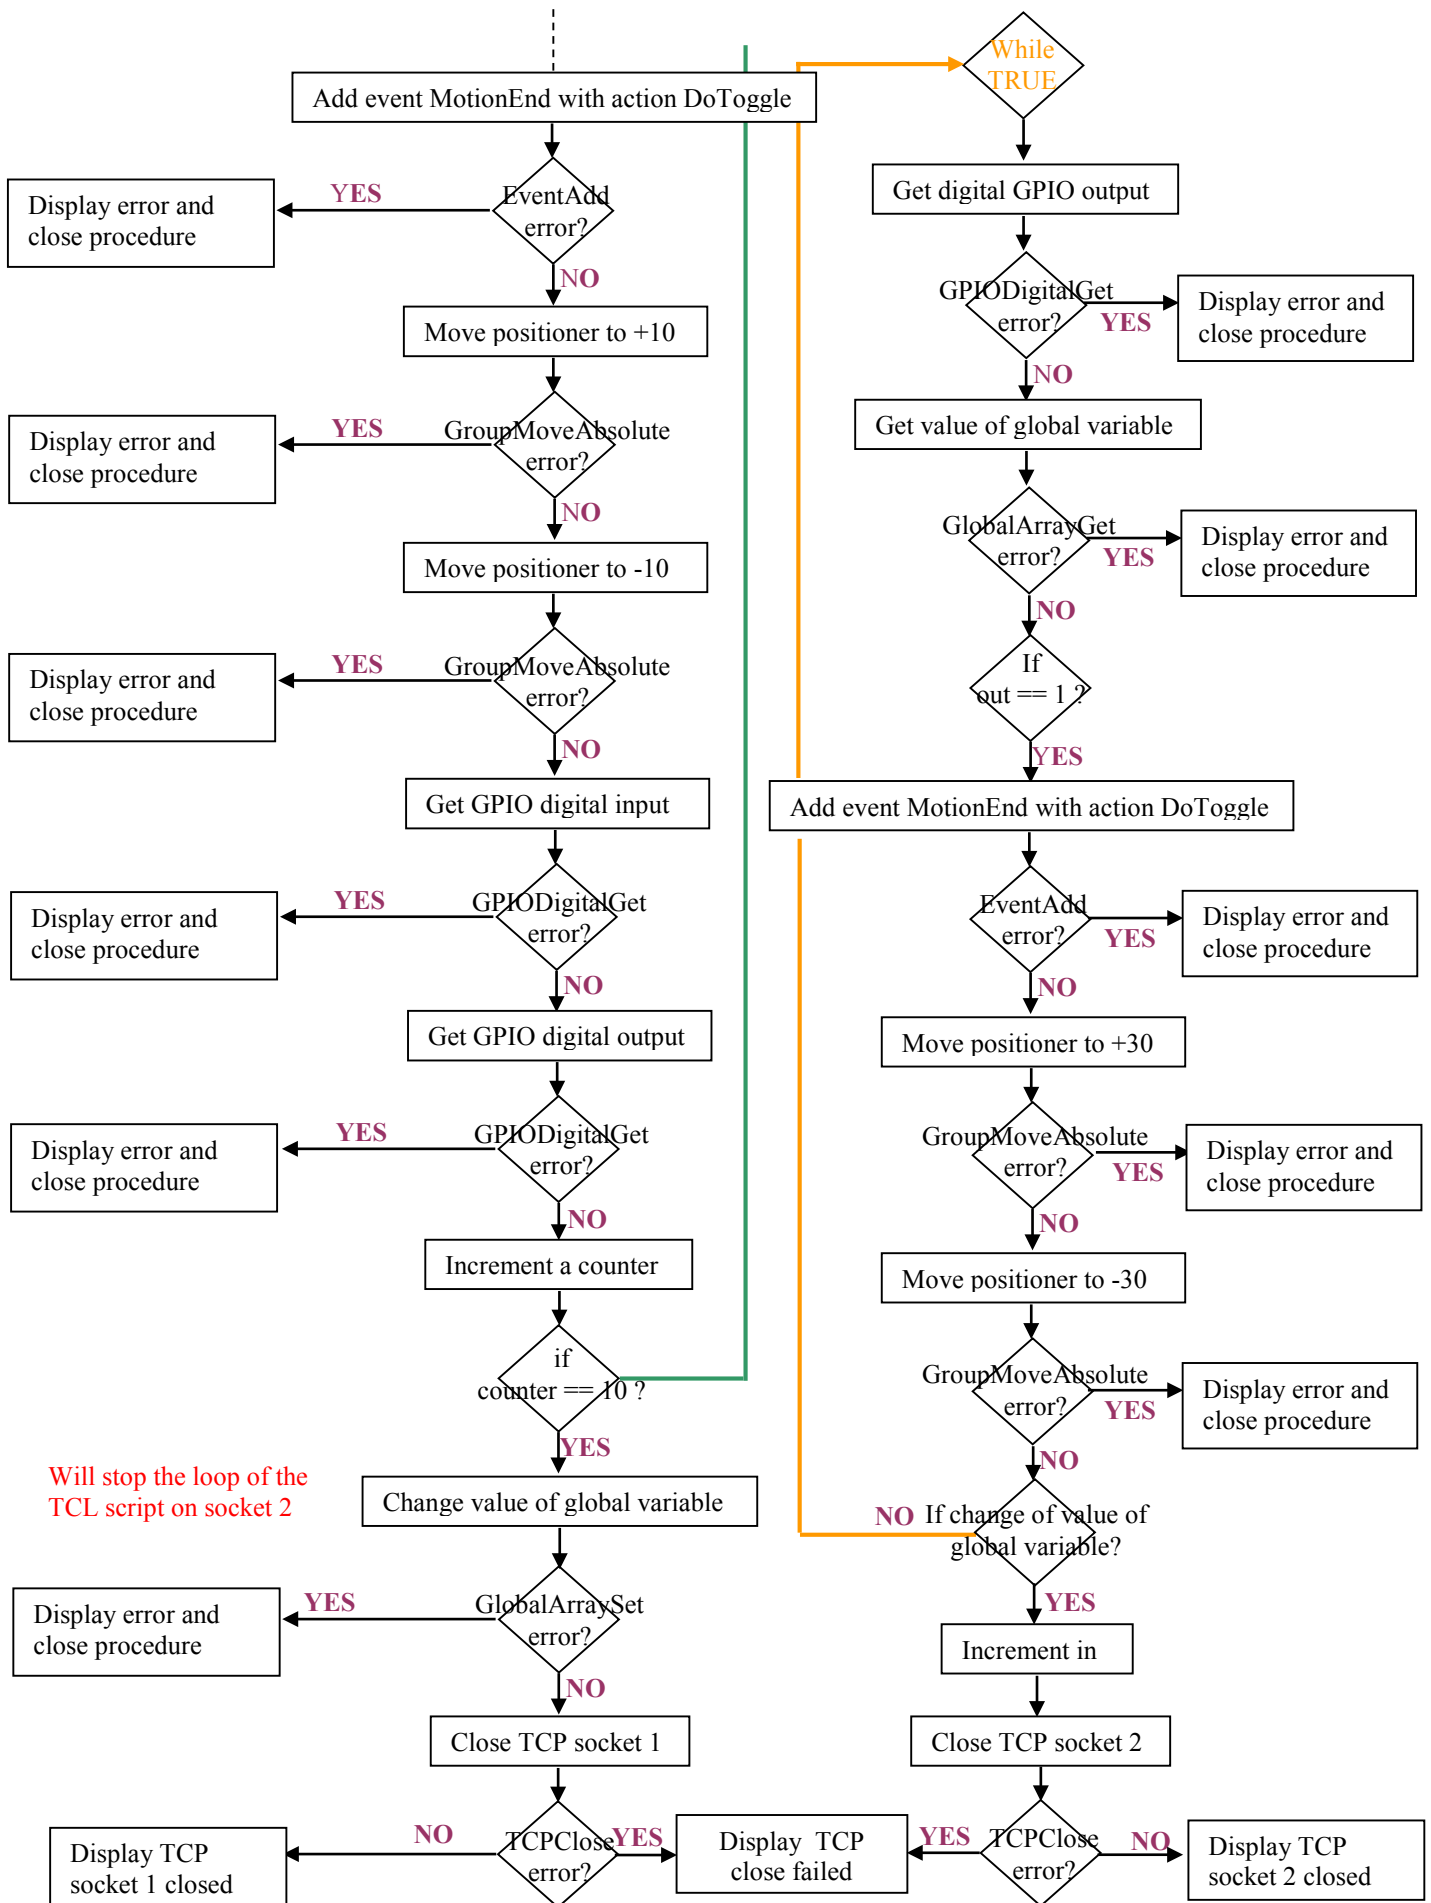 Add event MotionEnd with action DoToggle
EventAdd
error?
YES
Display error and
close procedure
NO
Move positioner to +10
GroupMoveAbsolute
error?
YES
Display error and
close procedure
NO
Move positioner to -10
GroupMoveAbsolute
error?
YES
Display error and
close procedure
NO
Get GPIO digital input
GPIODigitalGet
error?
YES
Display error and
close procedure
NO
Get GPIO digital output
GPIODigitalGet
error?
YES
Display error and
close procedure
NO
Increment a counter
if
counter == 10 ?
YES
Will stop the loop of the
TCL script on socket 2
Change value of global variable
GlobalArraySet
error?
YES
Display error and
close procedure
NO
Close TCP socket 1
TCPClose
error?
NO
Display TCP
socket 1 closed
YES
Display TCP
close failed
While
TRUE
Get digital GPIO output
GPIODigitalGet
error?
YES
Display error and
close procedure
NO
Get value of global variable
GlobalArrayGet
error?
YES
Display error and
close procedure
NO
If
out == 1 ?
YES
Add event MotionEnd with action DoToggle
EventAdd
error?
YES
Display error and
close procedure
NO
Move positioner to +30
GroupMoveAbsolute
error?
YES
Display error and
close procedure
NO
Move positioner to -30
GroupMoveAbsolute
error?
YES
Display error and
close procedure
NO
If change of value of
global variable?
NO
YES
Increment in
Close TCP socket 2
TCPClose
error?
YES
NO
Display TCP
socket 2 closed